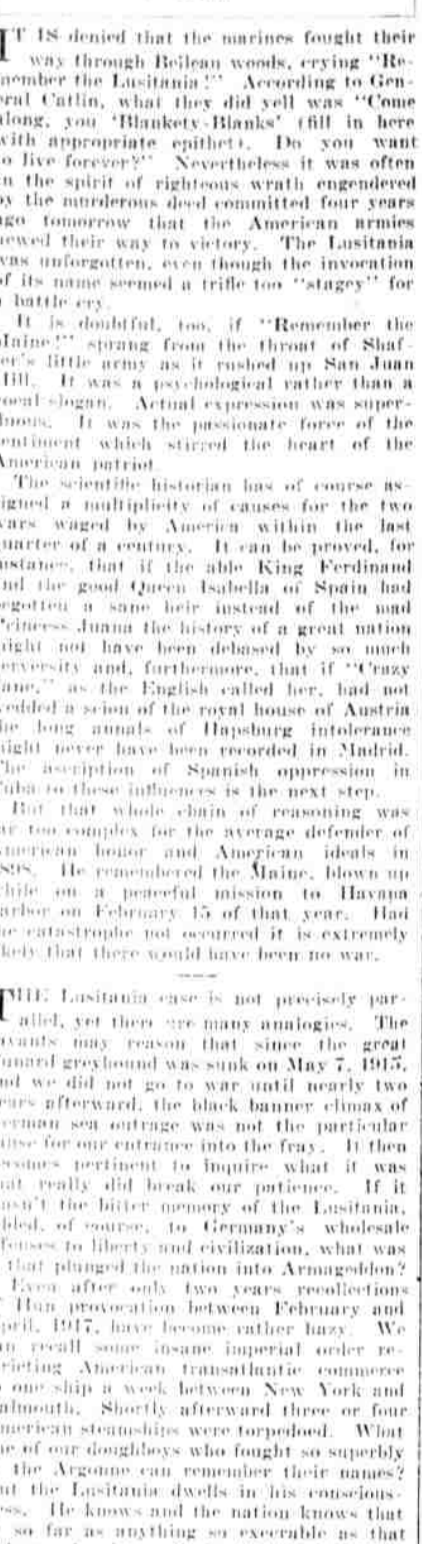 IT IS denied that the marines fought their
way through Belleau woods, crying "Re-
member the Lusitania!" According to Gen-
eral Catlin, what they did yell was "Come
along, you 'Blankety-Blanks' (fill in here
with appropriate epithet). Do you want
to live forever?" Nevertheless it was often
in the spirit of righteous wrath engendered
by the murderous deed committed four years
ago tomorrow that the American armies
hewed their way to victory. The Lusitania
was unforgotten, even though the invocation
of its name seemed a trifle too "stagey" for
a battle cry.
It is doubtful, too, if "Remember the
Maine!" sprang from the throat of Shaf-
ter's little army as it rushed up San Juan
Hill. It was a psychological rather than a
vocal slogan. Actual expression was super-
fluous. It was the passionate force of the
sentiment which stirred the heart of the
American patriot.
The scientific historian has of course as-
signed a multiplicity of causes for the two
wars waged by America within the last
quarter of a century. It can be proved, for
instance, that if the able King Ferdinand
and the good Queen Isabella of Spain had
begotten a sane heir instead of the mad
Princess Juana the history of a great nation
might not have been debased by so much
perversity and, furthermore, that if "Crazy
Jane," as the English called her, had not
wedded a scion of the royal house of Austria
the long annals of Hapsburg intolerance
might never have been recorded in Madrid.
The ascription of Spanish oppression in
Cuba to these influences is the next step.
But that whole chain of reasoning was
far too complex for the average defender of
American honor and American ideals in
1898. He remembered the Maine, blown up
while on a peaceful mission to Havana
harbor on February 15 of that year. Had
the catastrophe not occurred it is extremely
likely that there would have been no war.
THE Lusitania case is not precisely par-
allel, yet there are many analogies. The
savants may reason that since the great
Cunard greyhound was sunk on May 7, 1915,
and we did not go to war until nearly two
years afterward, the black banner climax of
German sea outrage was not the particular
cause for our entrance into the fray. It then
becomes pertinent to inquire what it was
that really did break our patience. If it
wasn't the bitter memory of the Lusitania,
added, of course, to Germany's wholesale
offenses to liberty and civilization, what was
it that plunged the nation into Armageddon?
Even after only two years recollections
of Hun provocation between February and
April, 1917, have become rather hazy. We
can recall some insane imperial order re-
stricting American transatlantic commerce
to one ship a week between New York and
Falmouth. Shortly afterward three or four
American steamships were torpedoed. What
one of our doughboys who fought so superbly
in the Argonne can remember their names?
But the Lusitania dwells in his conscious-
ness. He knows and the nation knows that
so far as anything so execrable as that